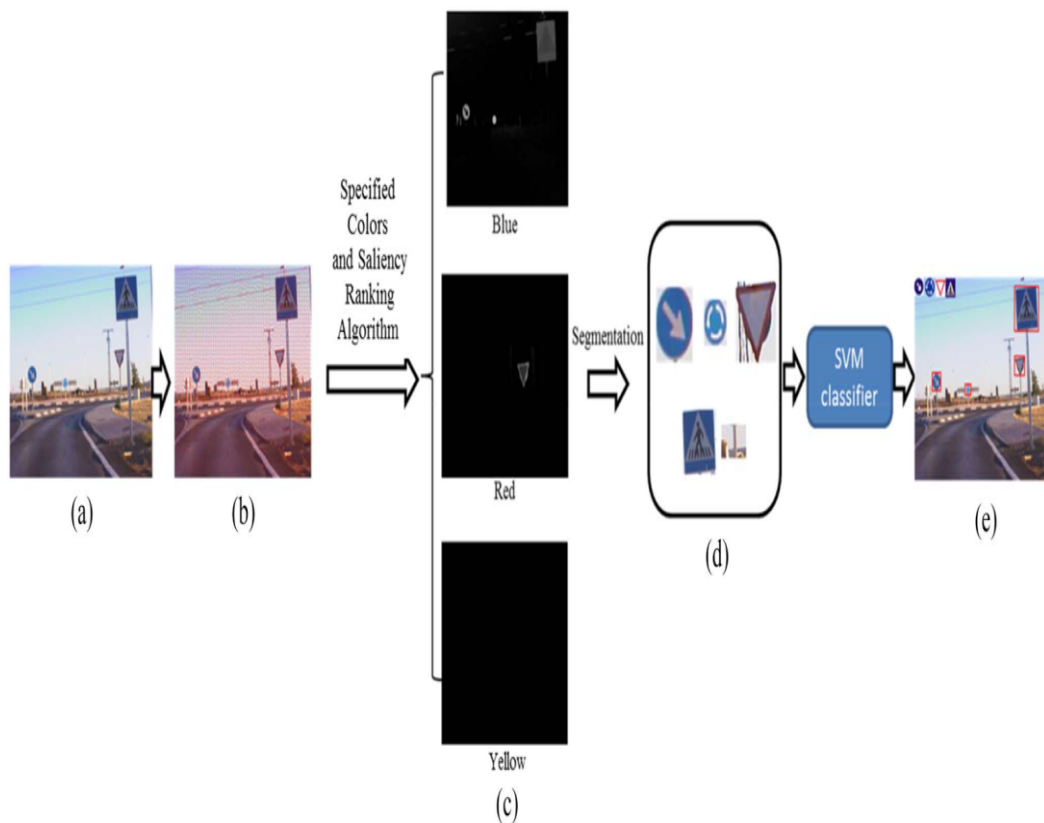 (a)
(b)
Specified
Colors
and Saliency
Ranking
Algorithm
Blue
Red
Yellow
(c)
Segmentation
(d)
SVM
classifier
(e)